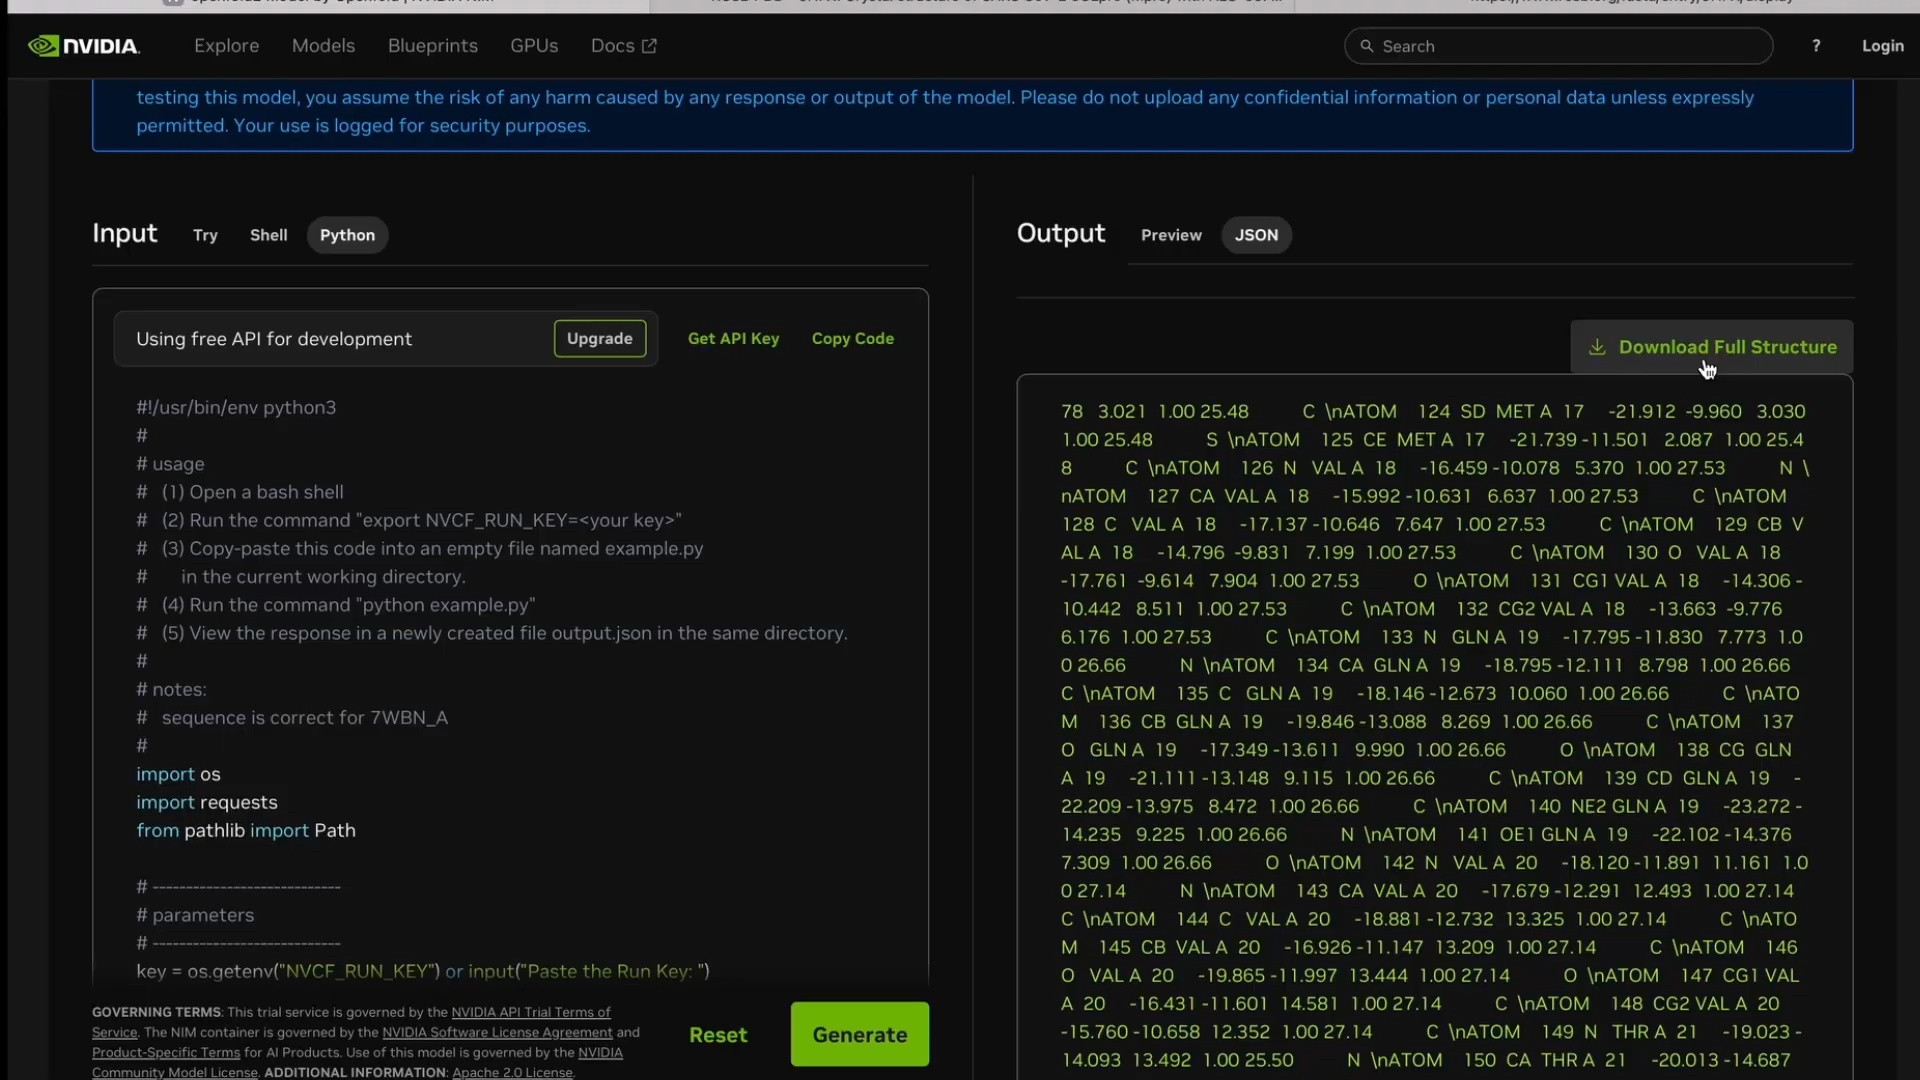 NVIDIA.
Explore
Models
Blueprints
GPUs
Docs
Search
?
Login
testing this model, you assume the risk of any harm caused by any response or output of the model. Please do not upload any confidential information or personal data unless expressly
permitted. Your use is logged for security purposes.
Input
Try
Shell
Python
Using free API for development
Upgrade
Get API Key
Copy Code
#!/usr/bin/env python3
#
# usage
# (1) Open a bash shell
# (2) Run the command "export NVCF_RUN_KEY=<your key>"
# (3) Copy-paste this code into an empty file named example.py
# in the current working directory.
# (4) Run the command "python example.py"
# (5) View the response in a newly created file output.json in the same directory.
#
# notes:
# sequence is correct for 7WBN_A
#
import os
import requests
from pathlib import Path
# ----------------------------
# parameters
# ----------------------------
key = os.getenv("NVCF_RUN_KEY") or input("Paste the Run Key: ")
GOVERNING TERMS: This trial service is governed by the NVIDIA API Trial Terms of
Service. The NIM container is governed by the NVIDIA Software License Agreement and
Product-Specific Terms for AI Products. Use of this model is governed by the NVIDIA
Community Model License. ADDITIONAL INFORMATION: Apache 2.0 License.
Reset
Generate
Output
Preview
JSON
Download Full Structure
78 3.021 1.00 25.48 C \nATOM 124 SD MET A 17 -21.912 -9.960 3.030
1.00 25.48 S \nATOM 125 CE MET A 17 -21.739 -11.501 2.087 1.00 25.4
8 C \nATOM 126 N VAL A 18 -16.459 -10.078 5.370 1.00 27.53 N \
nATOM 127 CA VAL A 18 -15.992 -10.631 6.637 1.00 27.53 C \nATOM
128 C VAL A 18 -17.137 -10.646 7.647 1.00 27.53 C \nATOM 129 CB V
AL A 18 -14.796 -9.831 7.199 1.00 27.53 C \nATOM 130 O VAL A 18
-17.761 -9.614 7.904 1.00 27.53 O \nATOM 131 CG1 VAL A 18 -14.306 -
10.442 8.511 1.00 27.53 C \nATOM 132 CG2 VAL A 18 -13.663 -9.776
6.176 1.00 27.53 C \nATOM 133 N GLN A 19 -17.795 -11.830 7.773 1.0
0 26.66 N \nATOM 134 CA GLN A 19 -18.795 -12.111 8.798 1.00 26.66
C \nATOM 135 C GLN A 19 -18.146 -12.673 10.060 1.00 26.66 C \nATO
M 136 CB GLN A 19 -19.846 -13.088 8.269 1.00 26.66 C \nATOM 137
O GLN A 19 -17.349 -13.611 9.990 1.00 26.66 O \nATOM 138 CG GLN
A 19 -21.111 -13.148 9.115 1.00 26.66 C \nATOM 139 CD GLN A 19 -
22.209 -13.975 8.472 1.00 26.66 C \nATOM 140 NE2 GLN A 19 -23.272 -
14.235 9.225 1.00 26.66 N \nATOM 141 OE1 GLN A 19 -22.102 -14.376
7.309 1.00 26.66 O \nATOM 142 N VAL A 20 -18.120 -11.891 11.161 1.0
0 27.14 N \nATOM 143 CA VAL A 20 -17.679 -12.291 12.493 1.00 27.14
C \nATOM 144 C VAL A 20 -18.881 -12.732 13.325 1.00 27.14 C \nATO
M 145 CB VAL A 20 -16.926 -11.147 13.209 1.00 27.14 C \nATOM 146
O VAL A 20 -19.865 -11.997 13.444 1.00 27.14 O \nATOM 147 CG1 VAL
A 20 -16.431 -11.601 14.581 1.00 27.14 C \nATOM 148 CG2 VAL A 20
-15.760 -10.658 12.352 1.00 27.14 C \nATOM 149 N THR A 21 -19.023 -
14.093 13.492 1.00 25.50 N \nATOM 150 CA THR A 21 -20.013 -14.687